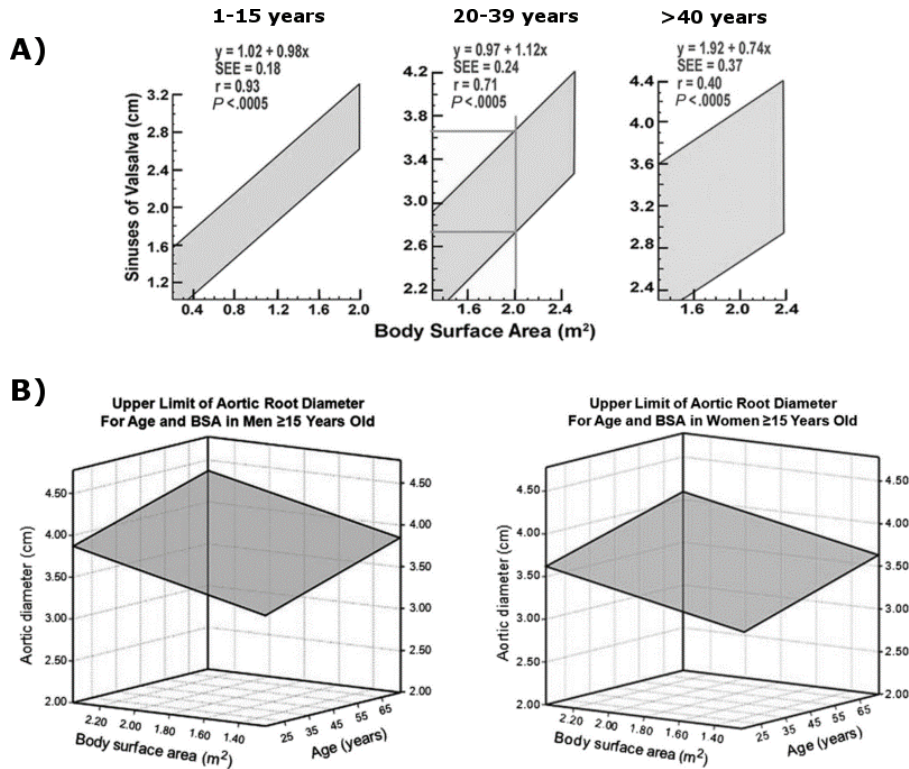 1-15 years
20-39 years
>40 years
A)
y = 1.02 + 0.98x
SEE = 0.18
r = 0.93
P <.0005
y = 0.97 + 1.12x
SEE = 0.24
r = 0.71
P <.0005
y = 1.92 + 0.74x
SEE = 0.37
r = 0.40
P <.0005
Sinuses of Valsalva (cm)
3.2
2.8
2.4
2.0
1.6
1.2
0.4 0.8 1.2 1.6 2.0
4.2
3.8
3.4
3.0
2.6
2.2
1.6 2.0 2.4
4.4
4.0
3.6
3.2
2.8
2.4
1.6 2.0 2.4
Body Surface Area (m²)
B)
Upper Limit of Aortic Root Diameter
For Age and BSA in Men ≥15 Years Old
Aortic diameter (cm)
4.50
4.00
3.50
3.00
2.50
2.00
4.50
4.00
3.50
3.00
2.50
2.00
2.20 2.00 1.80 1.60 1.40
Body surface area (m²)
25 35 45 55 65
Age (years)
Upper Limit of Aortic Root Diameter
For Age and BSA in Women ≥15 Years Old
Aortic diameter (cm)
4.50
4.00
3.50
3.00
2.50
2.00
4.50
4.00
3.50
3.00
2.50
2.00
2.20 2.00 1.80 1.60 1.40
Body surface area (m²)
25 35 45 55 65
Age (years)